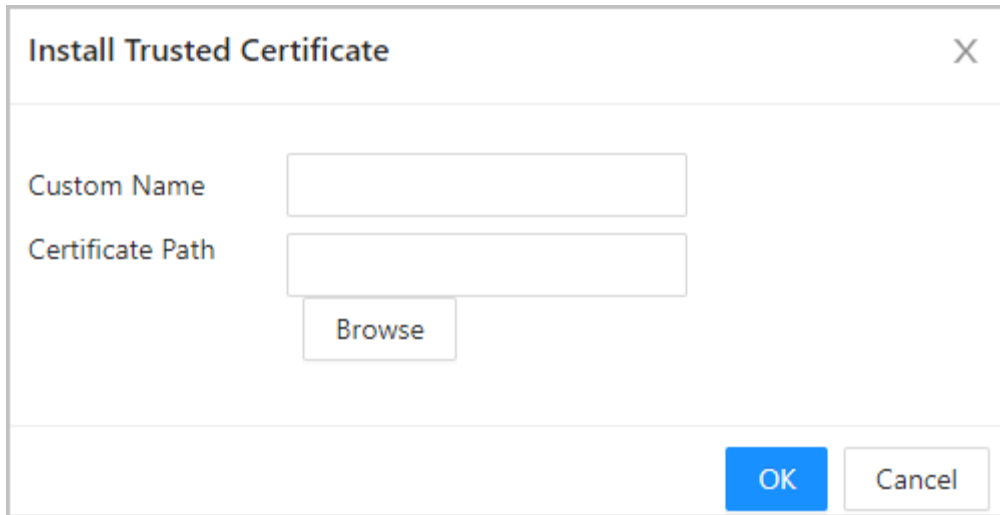 Install Trusted Certificate X
Custom Name
Certificate Path
Browse
OK Cancel